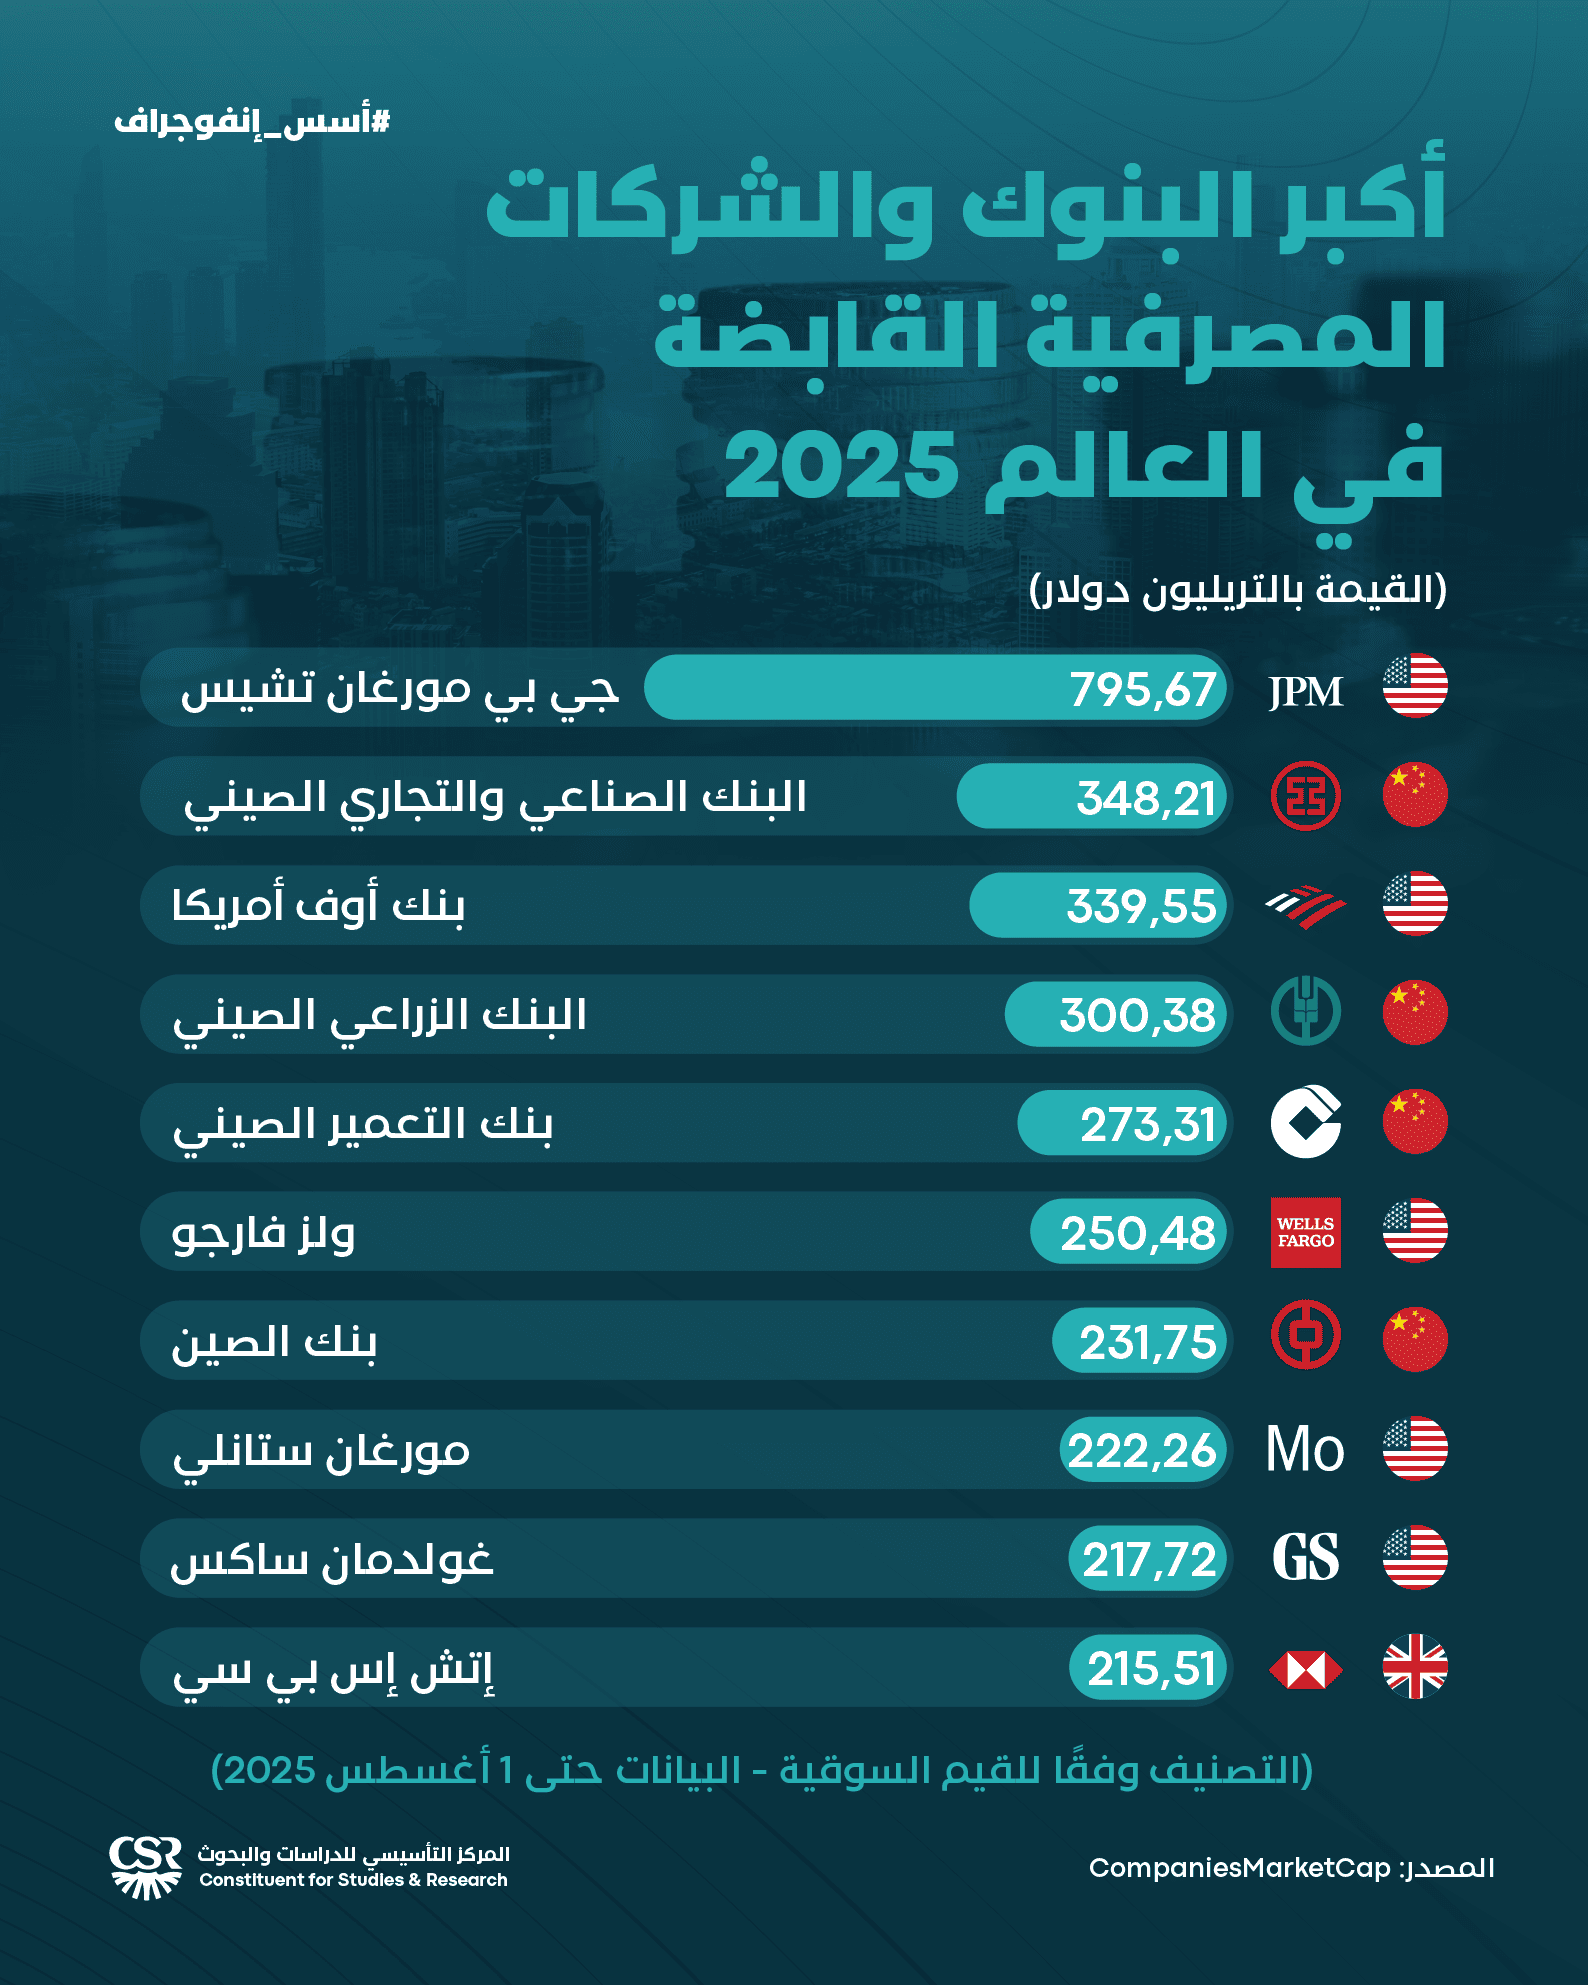 #أسس_إنفوجراف
أكبر البنوك والشركات
المصرفية القابضة
في العالم 2025
(القيمة بالتريليون دولار)
JPM 795,67 جي بي مورغان تشيس
348,21 البنك الصناعي والتجاري الصيني
339,55 بنك أوف أمريكا
300,38 البنك الزراعي الصيني
273,31 بنك التعمير الصيني
WELLS
FARGO
250,48 ولز فارجو
231,75 بنك الصين
Mo 222,26 مورغان ستانلي
GS 217,72 غولدمان ساكس
215,51 إتش إس بي سي
(التصنيف وفقًا للقيم السوقية - البيانات حتى 1 أغسطس 2025)
المصدر: CompaniesMarketCap
CSR
المركز التأسيسي للدراسات والبحوث
Constituent for Studies & Research